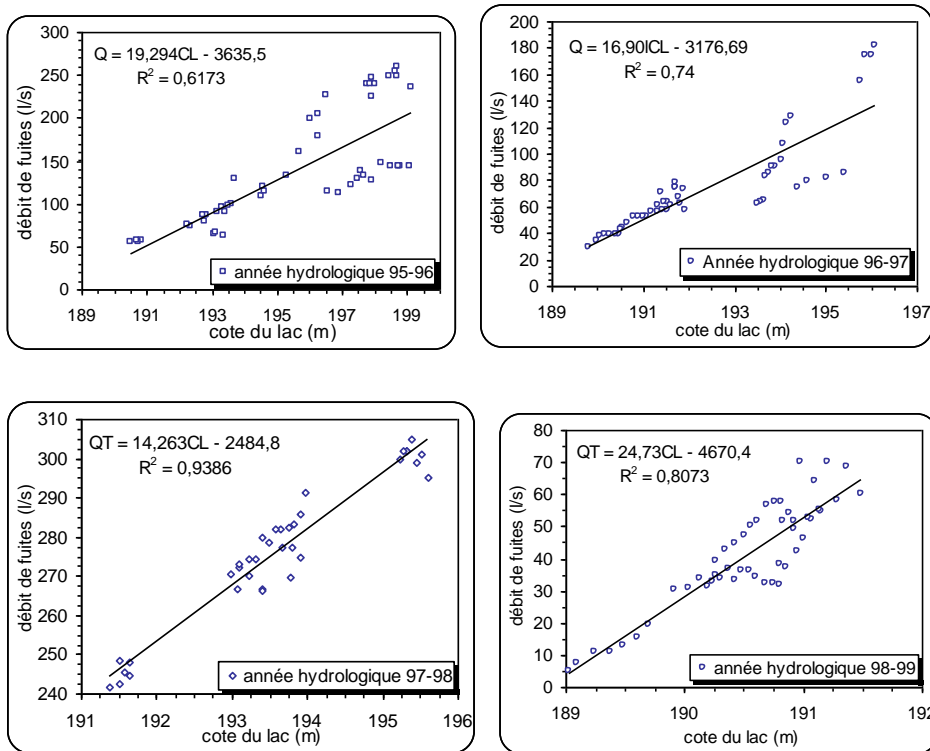 Q = 19,294CL - 3635,5
R² = 0,6173
débit de fuites (l/s)
300
250
200
150
100
50
0
année hydrologique 95-96
189 191 193 195 197 199
cote du lac (m)
Q = 16,90lCL - 3176,69
R² = 0,74
débit de fuites (l/s)
200
180
160
140
120
100
80
60
40
20
0
Année hydrologique 96-97
189 191 193 195 197
cote du lac (m)
QT = 14,263CL - 2484,8
R² = 0,9386
débit de fuites (l/s)
310
300
290
280
270
260
250
240
année hydrologique 97-98
191 192 193 194 195 196
cote du lac (m)
QT = 24,73CL - 4670,4
R² = 0,8073
débit de fuites (l/s)
80
70
60
50
40
30
20
10
0
année hydrologique 98-99
189 190 191 192
cote du lac (m)